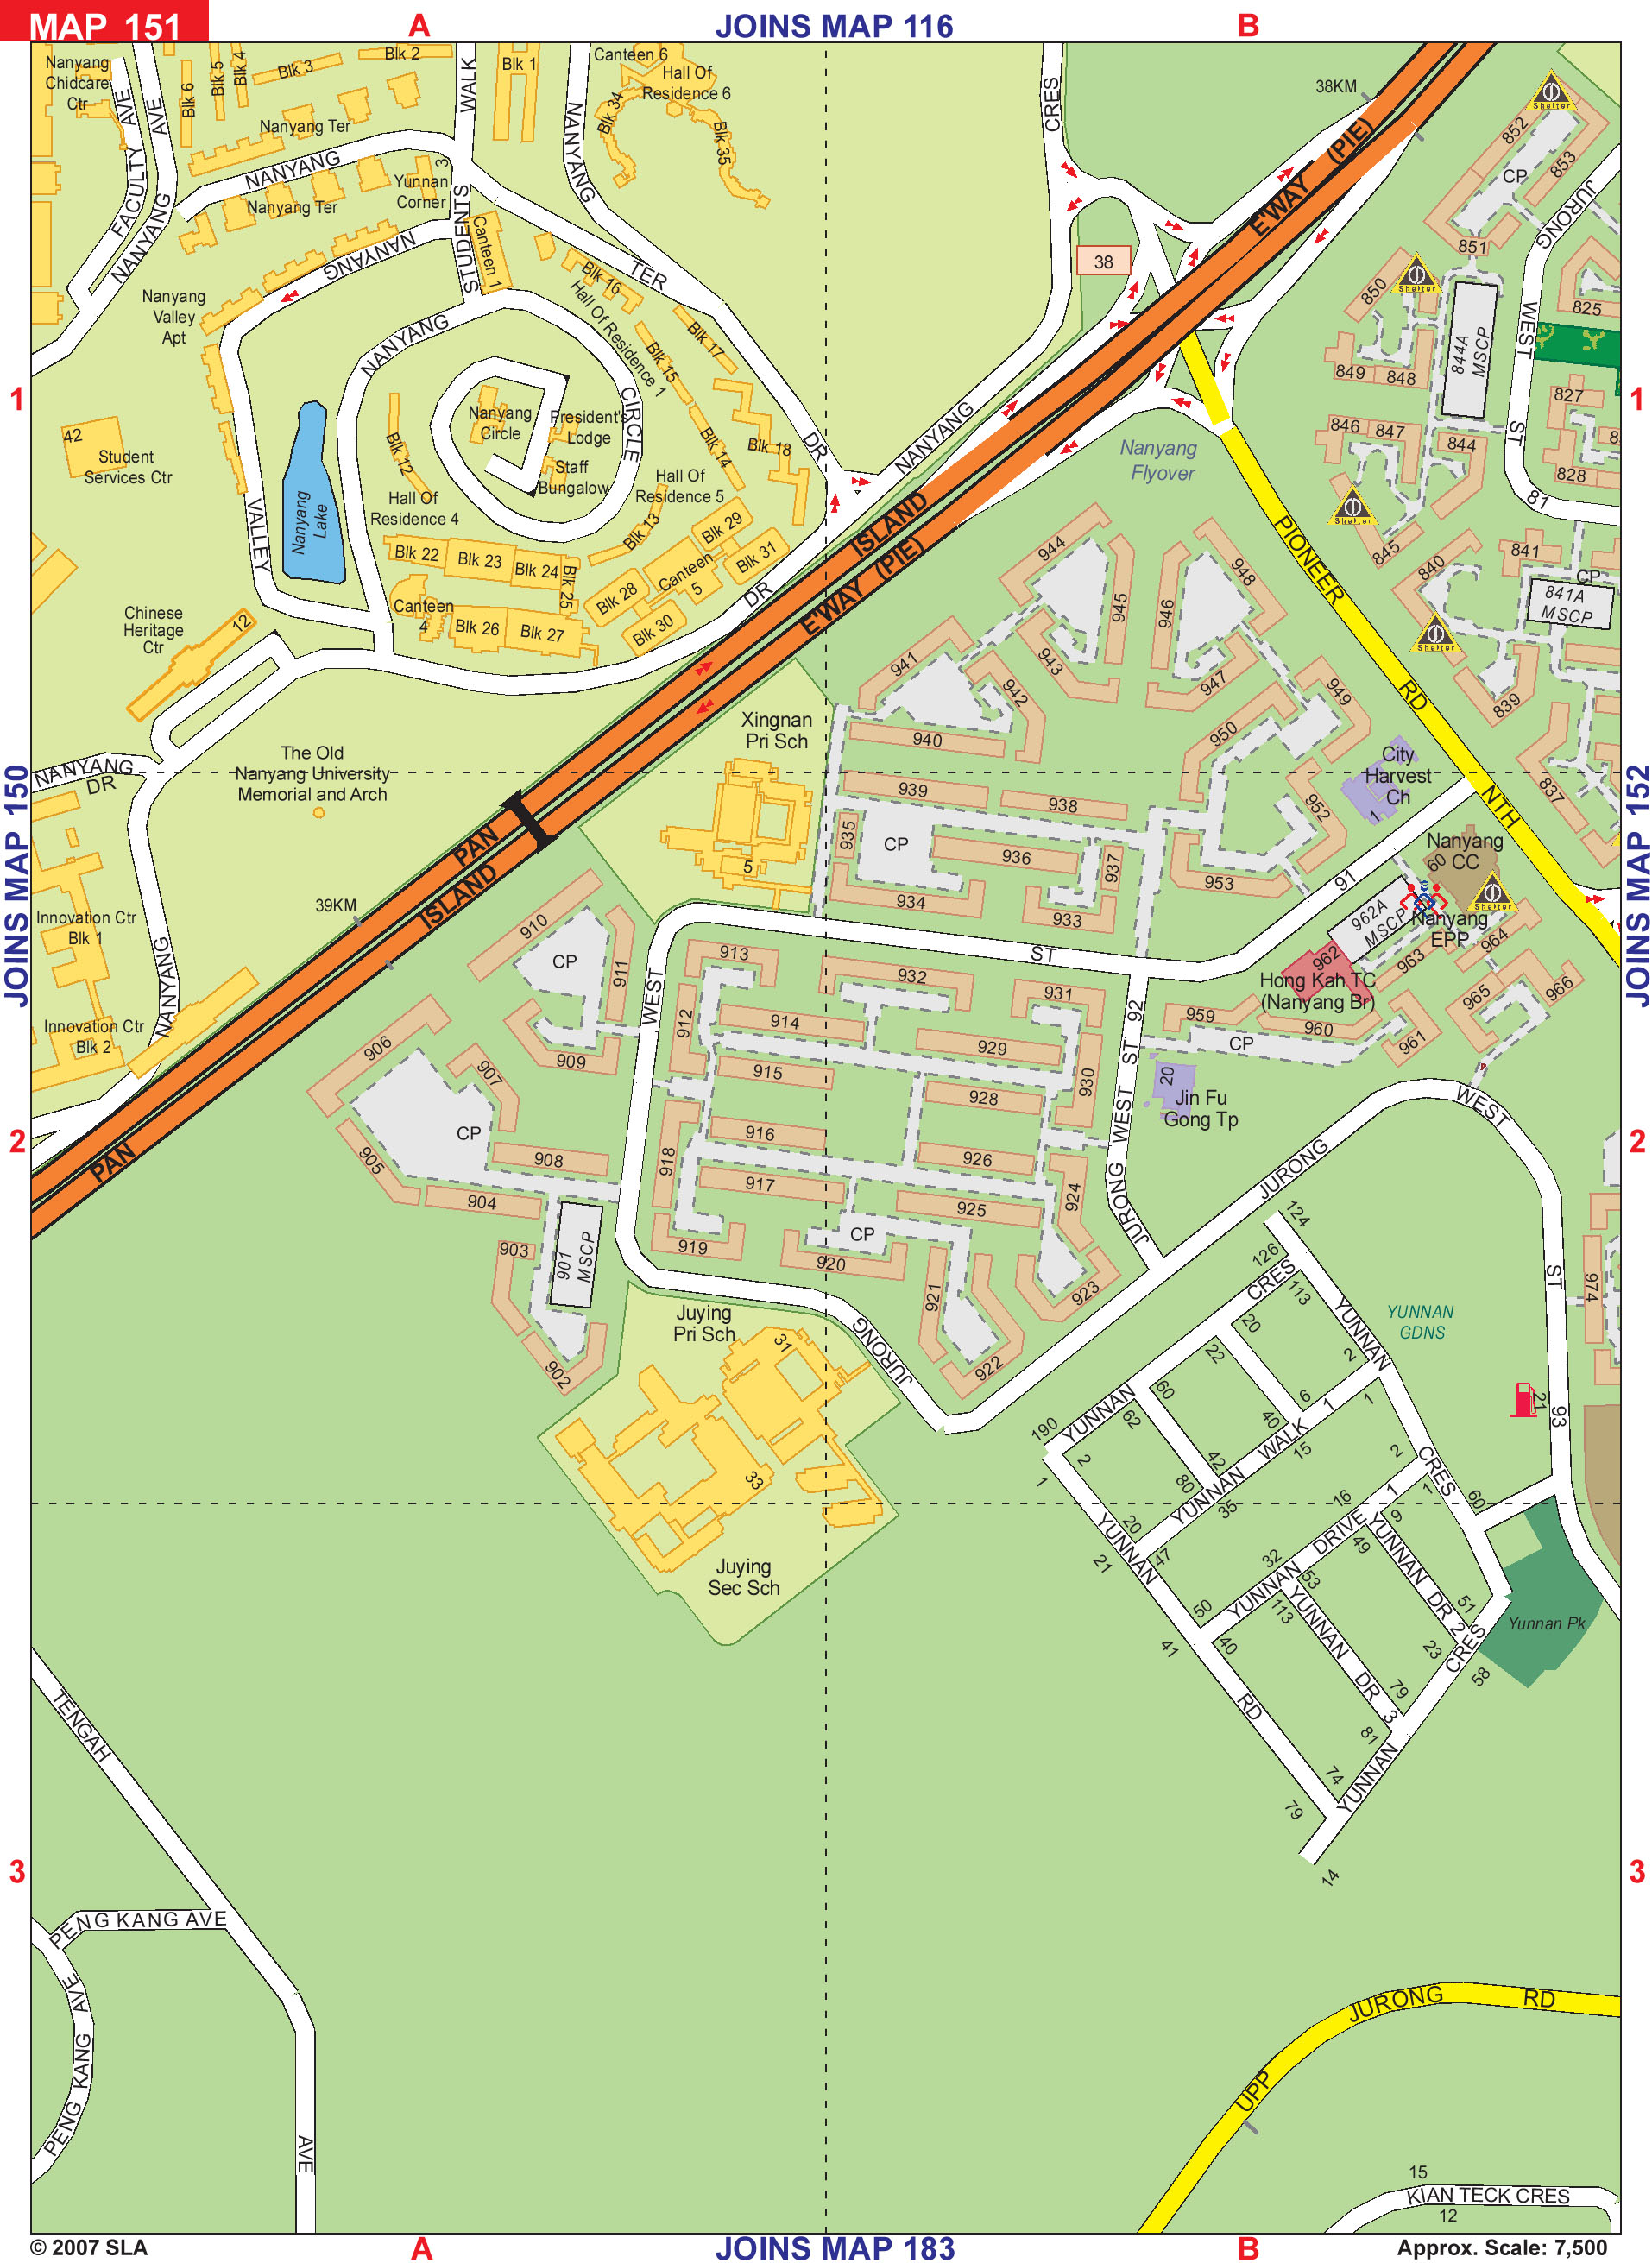 MAP 151
A
JOINS MAP 116
B
Nanyang
Chidcare
Ctr
FACULTY AVE
NANYANG AVE
Blk 6
Blk 5
Blk 4
Blk 3
Blk 2
WALK
Blk 1
NANYANG
Canteen 6
Hall Of
Residence 6
Blk 34
Blk 35
CRES
38KM
E'WAY (PIE)
Shelter
852
853
CP
JURONG
Nanyang Ter
NANYANG
3
Yunnan
Corner
Nanyang Ter
STUDENTS
Canteen 1
NANYANG
TER
851
850
Shelter
38
Nanyang
Valley
Apt
NANYANG
Blk 16
Hall Of Residence 1
Blk 17
Blk 15
844A
MSCP
WEST
825
849
848
1
CIRCLE
Nanyang
Circle
President's
Lodge
Staff
Bungalow
42
Student
Services Ctr
Blk 12
Hall Of
Residence 4
Blk 14
Blk 18
DR
NANYANG
Nanyang
Flyover
846
847
844
827
828
ST
1
Hall Of
Residence 5
Nanyang
Lake
VALLEY
Blk 13
Blk 29
Blk 31
Canteen
5
Blk 28
Blk 30
Blk 22
Blk 23
Blk 24
Blk 25
Canteen
4
Blk 26
Blk 27
DR
ISLAND
E'WAY (PIE)
PIONEER
Shelter
845
81
840
841
CP
841A
MSCP
Shelter
944
945
946
948
943
947
941
942
949
RD
839
Chinese
Heritage
Ctr
12
Xingnan
Pri Sch
940
950
City
Harvest
Ch
1
837
The Old
Nanyang University
Memorial and Arch
NANYANG
DR
JOINS MAP 150
JOINS MAP 152
939
938
952
NTH
PAN
ISLAND
39KM
5
935
CP
936
937
934
933
953
91
Nanyang
CC
60
Shelter
Nanyang
EPP
962A
MSCP
962
Hong Kah TC
(Nanyang Br)
963
964
965
966
Innovation Ctr
Blk 1
NANYANG
Innovation Ctr
Blk 2
910
CP
911
909
WEST
913
ST
932
931
912
914
929
959
960
CP
961
92
906
907
915
928
930
20
Jin Fu
Gong Tp
ST
WEST
WEST
2
PAN
CP
905
908
904
918
916
917
926
925
924
JURONG
JURONG
2
903
901
MSCP
919
CP
920
921
923
922
902
Juying
Pri Sch
31
JURONG
33
Juying
Sec Sch
124
126
CRES
113
20
22
YUNNAN
2
YUNNAN
GDNS
ST
974
21
93
190
YUNNAN
60
62
6
40
1
1
2
1
42
80
YUNNAN WALK
15
35
2
CRES
1
60
YUNNAN
20
21
47
YUNNAN DRIVE
16
1
9
32
49
53
50
113
40
41
YUNNAN DR 2
51
23
CRES
58
Yunnan Pk
YUNNAN DR 3
79
81
RD
YUNNAN
74
79
14
TENGAH
3
3
PENG KANG AVE
PENG KANG AVE
AVE
JURONG RD
UPP
15
KIAN TECK CRES
12
© 2007 SLA
A
JOINS MAP 183
B
Approx. Scale: 7,500